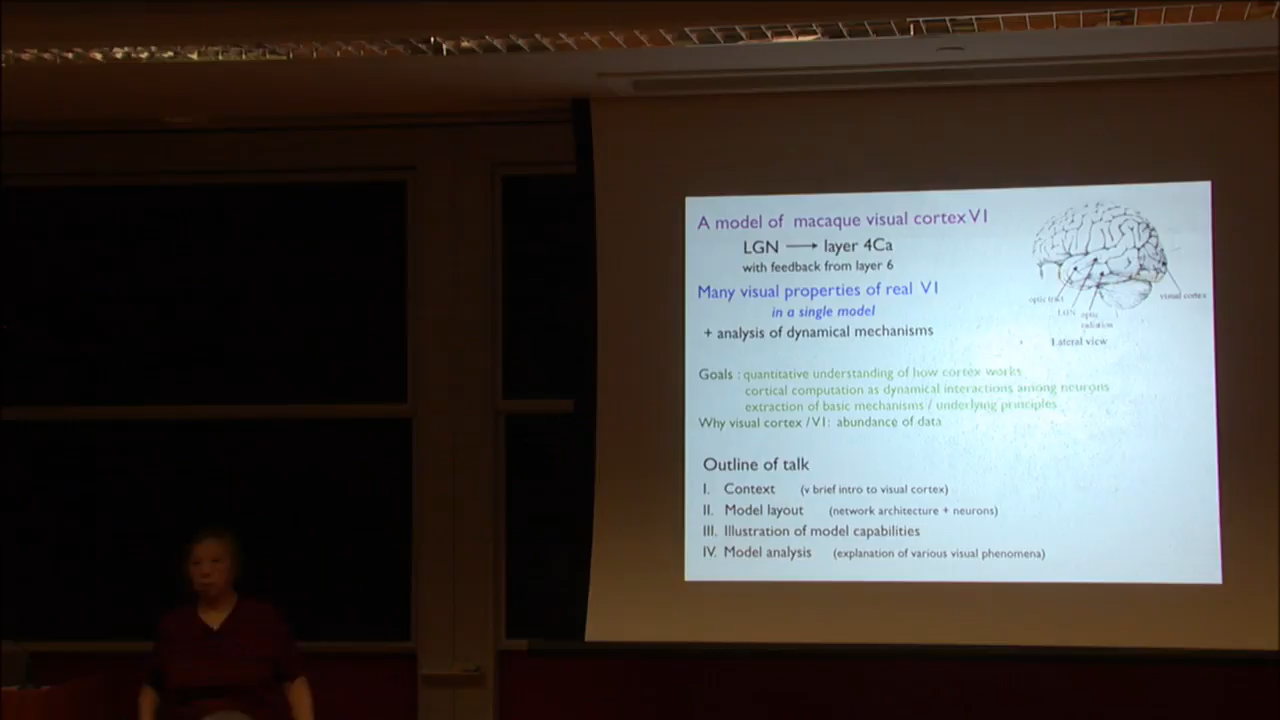 A model of macaque visual cortex V1
LGN → layer 4Ca
with feedback from layer 6
Many visual properties of real V1
in a single model
+ analysis of dynamical mechanisms
optic tract
LGN
optic
radiation
visual cortex
Lateral view
Goals : quantitative understanding of how cortex works
cortical computation as dynamical interactions among neurons
extraction of basic mechanisms / underlying principles
Why visual cortex /V1: abundance of data
Outline of talk
I. Context (v brief intro to visual cortex)
II. Model layout (network architecture + neurons)
III. Illustration of model capabilities
IV. Model analysis (explanation of various visual phenomena)